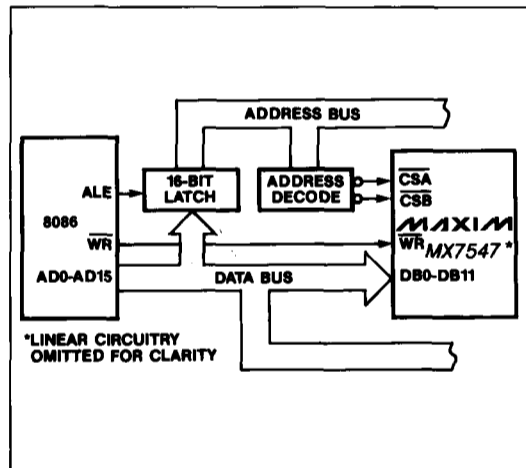 ADDRESS BUS
ALE
16-BIT
LATCH
ADDRESS
DECODE
CSA
CSB
8086
MAXIM
WR
WR
MX7547*
AD0-AD15
DATA BUS
DB0-DB11
*LINEAR CIRCUITRY
OMITTED FOR CLARITY